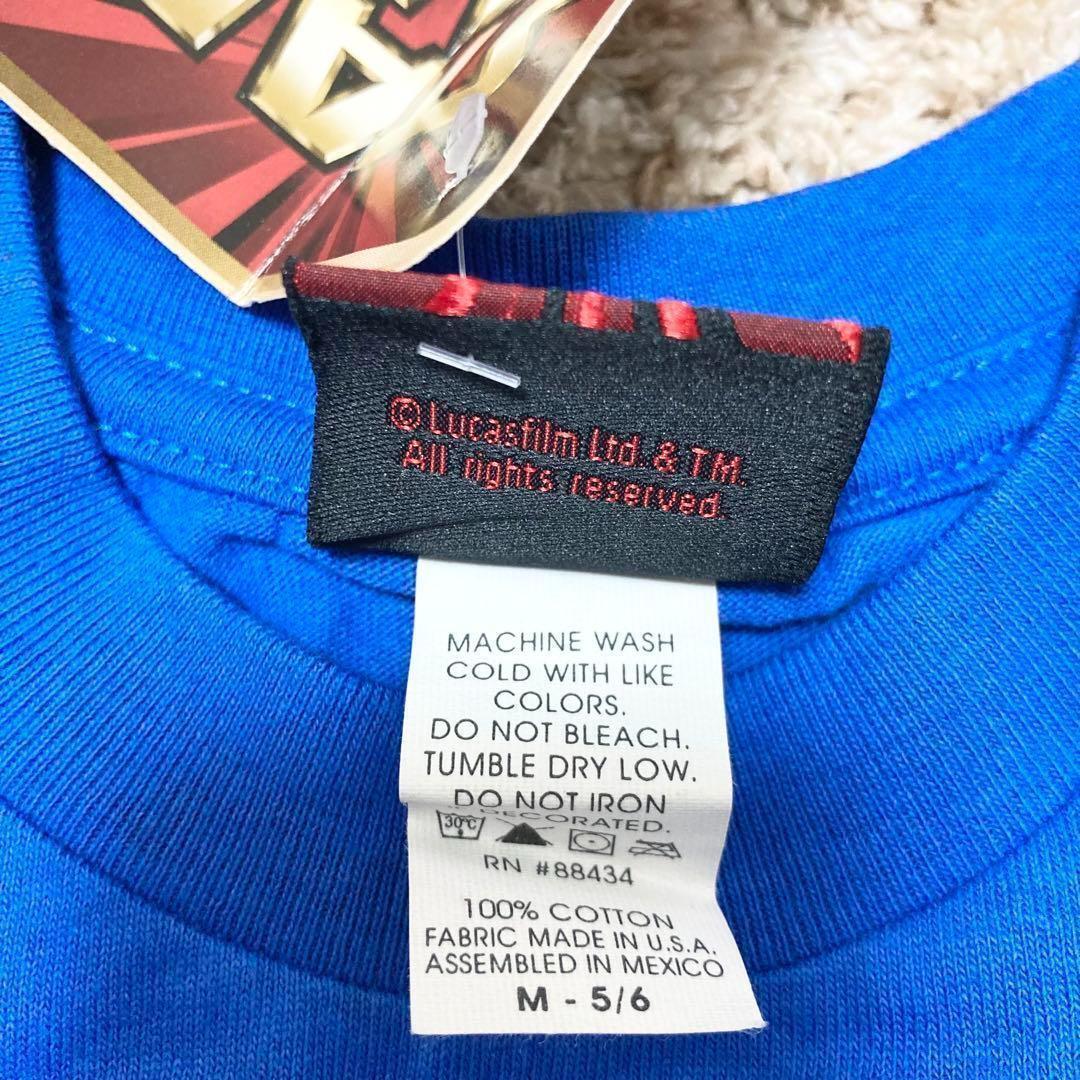 © Lucasfilm Ltd. & TM.
All rights reserved.
MACHINE WASH
COLD WITH LIKE
COLORS.
DO NOT BLEACH.
TUMBLE DRY LOW.
DO NOT IRON
DECORATED.
30°C
RN #88434
100% COTTON
FABRIC MADE IN U.S.A.
ASSEMBLED IN MEXICO
M - 5/6